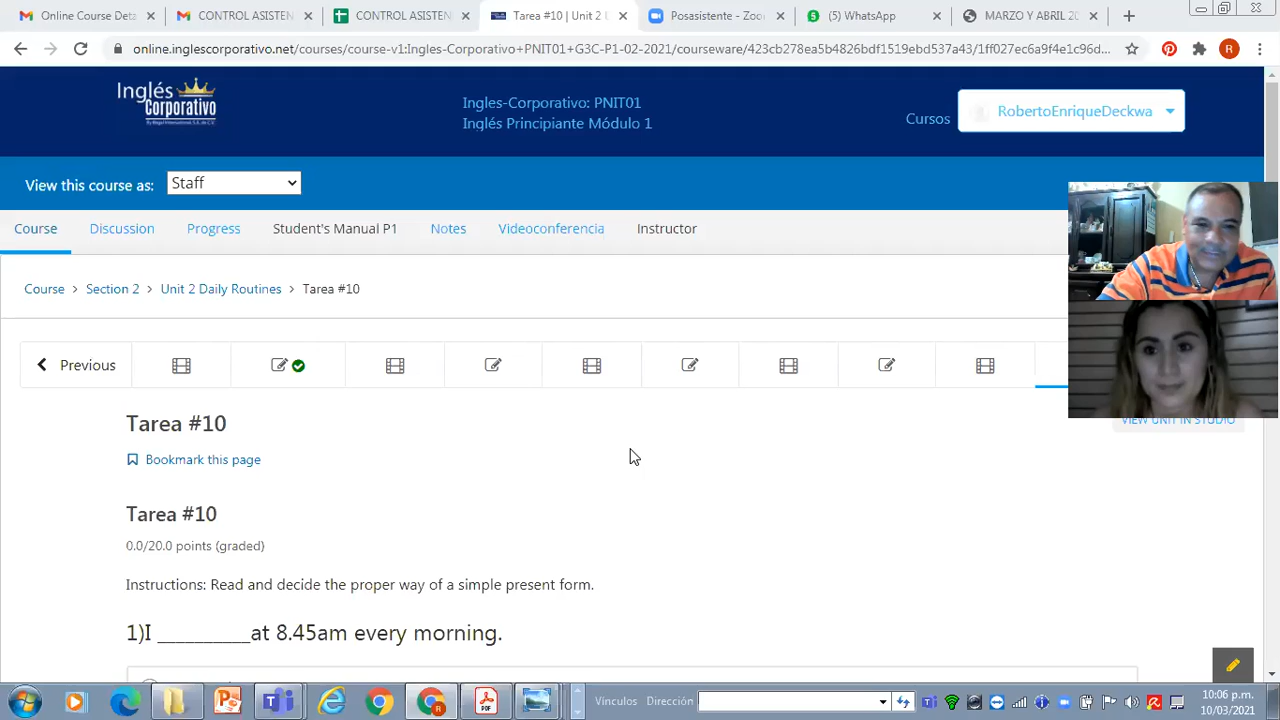 Online Course Deta
CONTROL ASISTEN
CONTROL ASISTEN
Tarea #10 | Unit 2
Posasistente - Zoo
(5) WhatsApp
MARZO Y ABRIL 20
online.inglescorporativo.net/courses/course-v1:Ingles-Corporativo+PNIT01+G3C-P1-02-2021/courseware/423cb278ea5b4826bdf1519ebd537a43/1ff027ec6a9f4e1c96d...
R
Inglés
Corporativo
Ingles-Corporativo: PNIT01
Inglés Principiante Módulo 1
Cursos
RobertoEnriqueDeckwa
View this course as:
Staff
Course
Discussion
Progress
Student's Manual P1
Notes
Videoconferencia
Instructor
Course > Section 2 > Unit 2 Daily Routines > Tarea #10
Previous
Tarea #10
VIEW UNIT IN STUDIO
Bookmark this page
Tarea #10
0.0/20.0 points (graded)
Instructions: Read and decide the proper way of a simple present form.
1)I __________at 8.45am every morning.
Vínculos
Dirección
10:06 p.m.
10/03/2021